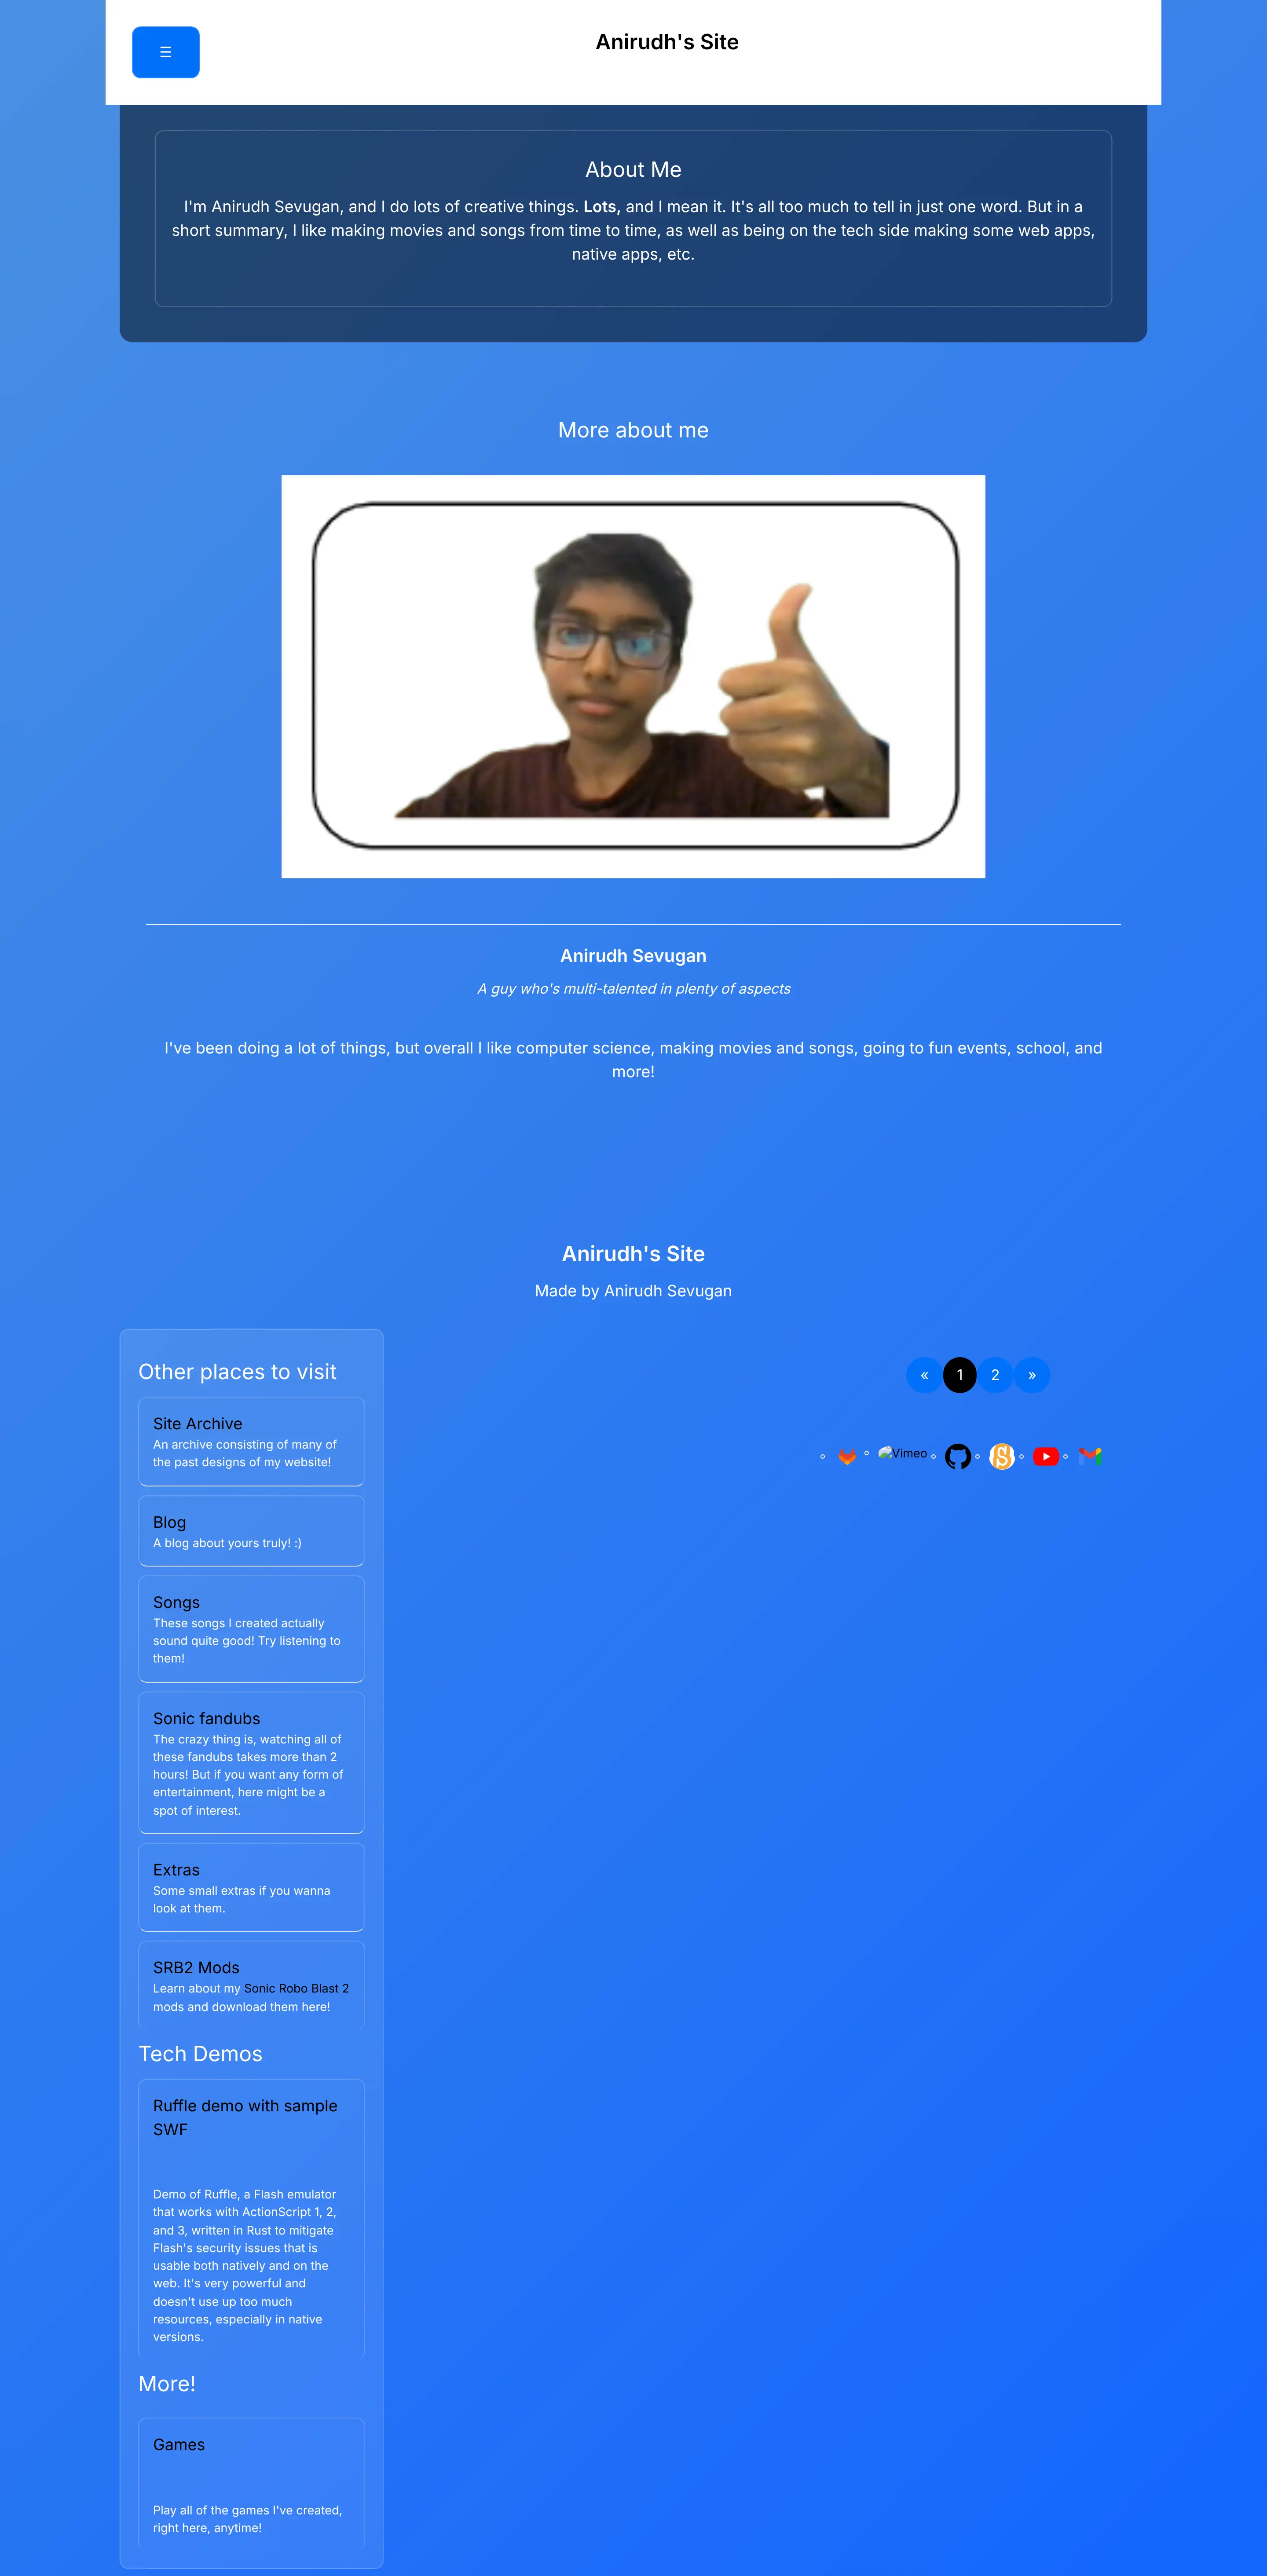 ☰
Anirudh's Site
About Me
I'm Anirudh Sevugan, and I do lots of creative things. Lots, and I mean it. It's all too much to tell in just one word. But in a
short summary, I like making movies and songs from time to time, as well as being on the tech side making some web apps,
native apps, etc.
More about me
Anirudh Sevugan
A guy who's multi-talented in plenty of aspects
I've been doing a lot of things, but overall I like computer science, making movies and songs, going to fun events, school, and
more!
Anirudh's Site
Made by Anirudh Sevugan
Other places to visit
Site Archive
An archive consisting of many of
the past designs of my website!
Blog
A blog about yours truly! :)
Songs
These songs I created actually
sound quite good! Try listening to
them!
Sonic fandubs
The crazy thing is, watching all of
these fandubs takes more than 2
hours! But if you want any form of
entertainment, here might be a
spot of interest.
Extras
Some small extras if you wanna
look at them.
SRB2 Mods
Learn about my Sonic Robo Blast 2
mods and download them here!
Tech Demos
Ruffle demo with sample
SWF
Demo of Ruffle, a Flash emulator
that works with ActionScript 1, 2,
and 3, written in Rust to mitigate
Flash's security issues that is
usable both natively and on the
web. It's very powerful and
doesn't use up too much
resources, especially in native
versions.
More!
Games
Play all of the games I've created,
right here, anytime!
« 1 2 »
Vimeo